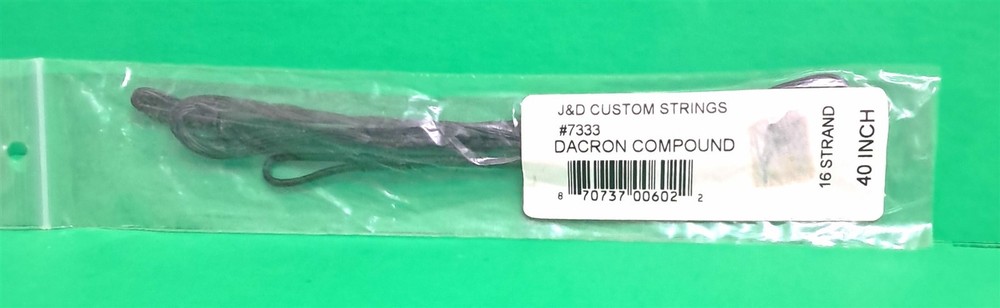 J&D CUSTOM STRINGS
#7333
DACRON COMPOUND
8 70737 00602 2
16 STRAND
40 INCH